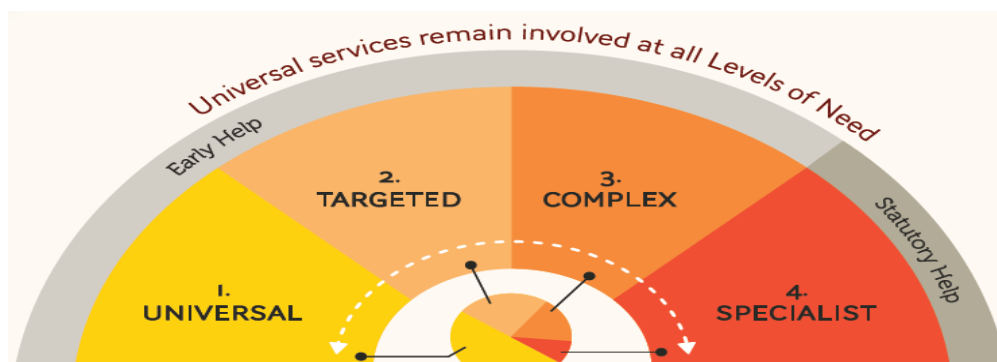 Universal services remain involved at all Levels of Need
Early Help
2.
TARGETED
3.
COMPLEX
Statutory Help
1.
UNIVERSAL
4.
SPECIALIST